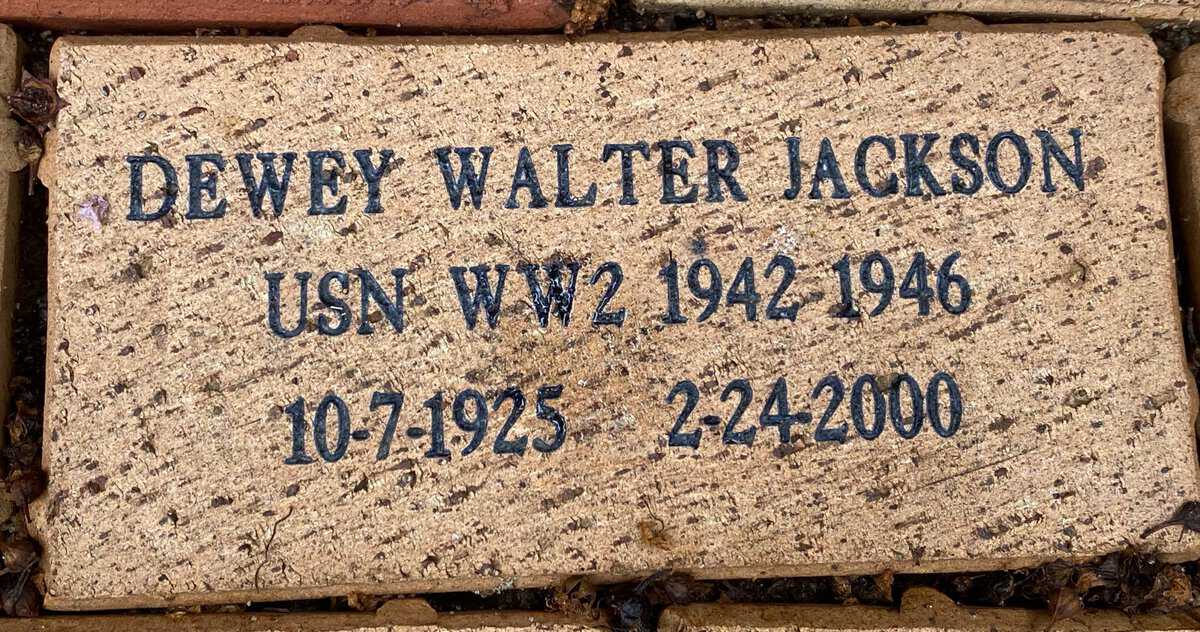 DEWEY WALTER JACKSON
USN WW2 1942 1946
10-7-1925 2-24-2000